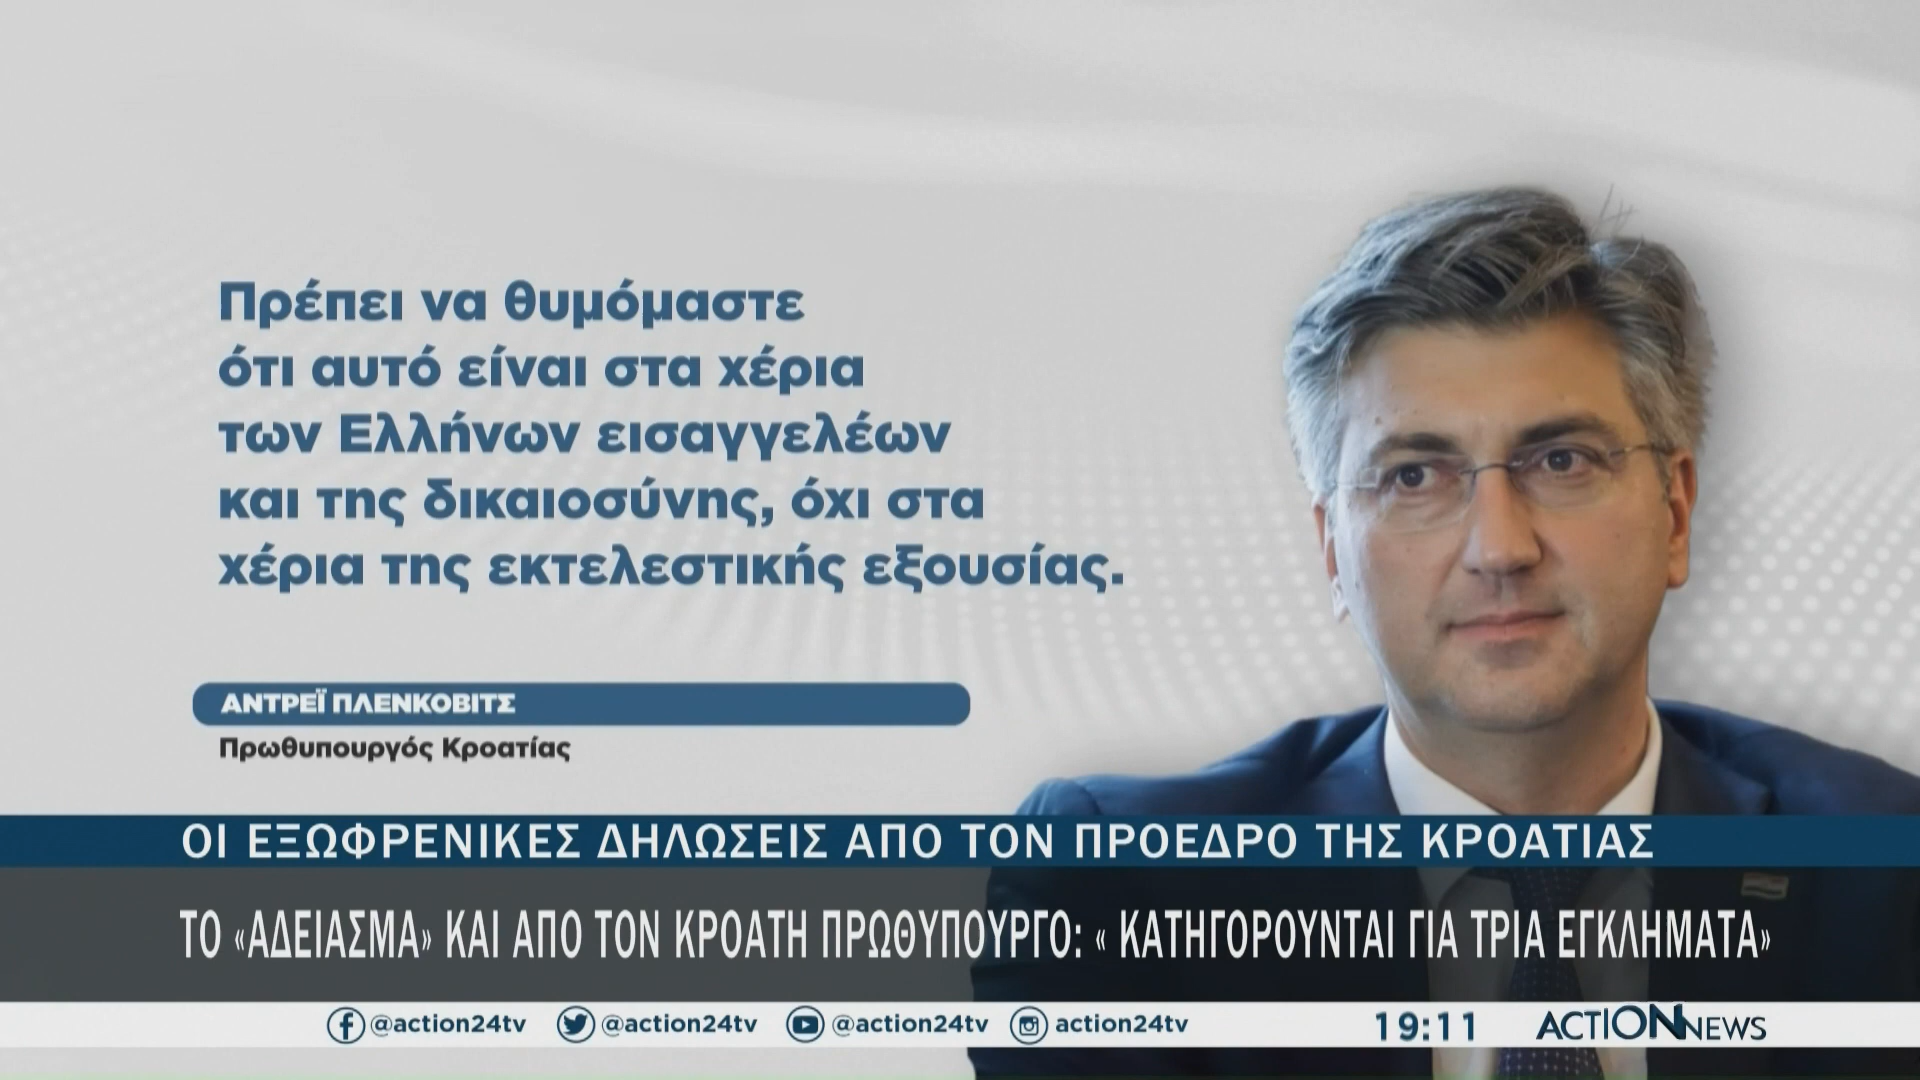 Πρέπει να θυμόμαστε
ότι αυτό είναι στα χέρια
των Ελλήνων εισαγγελέων
και της δικαιοσύνης, όχι στα
χέρια της εκτελεστικής εξουσίας.
ΑΝΤΡΕΪ ΠΛΕΝΚΟΒΙΤΣ
Πρωθυπουργός Κροατίας
ΟΙ ΕΞΩΦΡΕΝΙΚΕΣ ΔΗΛΩΣΕΙΣ ΑΠΟ ΤΟΝ ΠΡΟΕΔΡΟ ΤΗΣ ΚΡΟΑΤΙΑΣ
ΤΟ «ΑΔΕΙΑΣΜΑ» ΚΑΙ ΑΠΟ ΤΟΝ ΚΡΟΑΤΗ ΠΡΩΘΥΠΟΥΡΓΟ: « ΚΑΤΗΓΟΡΟΥΝΤΑΙ ΓΙΑ ΤΡΙΑ ΕΓΚΛΗΜΑΤΑ»
@action24tv @action24tv @action24tv action24tv 19:11 ACTION NEWS